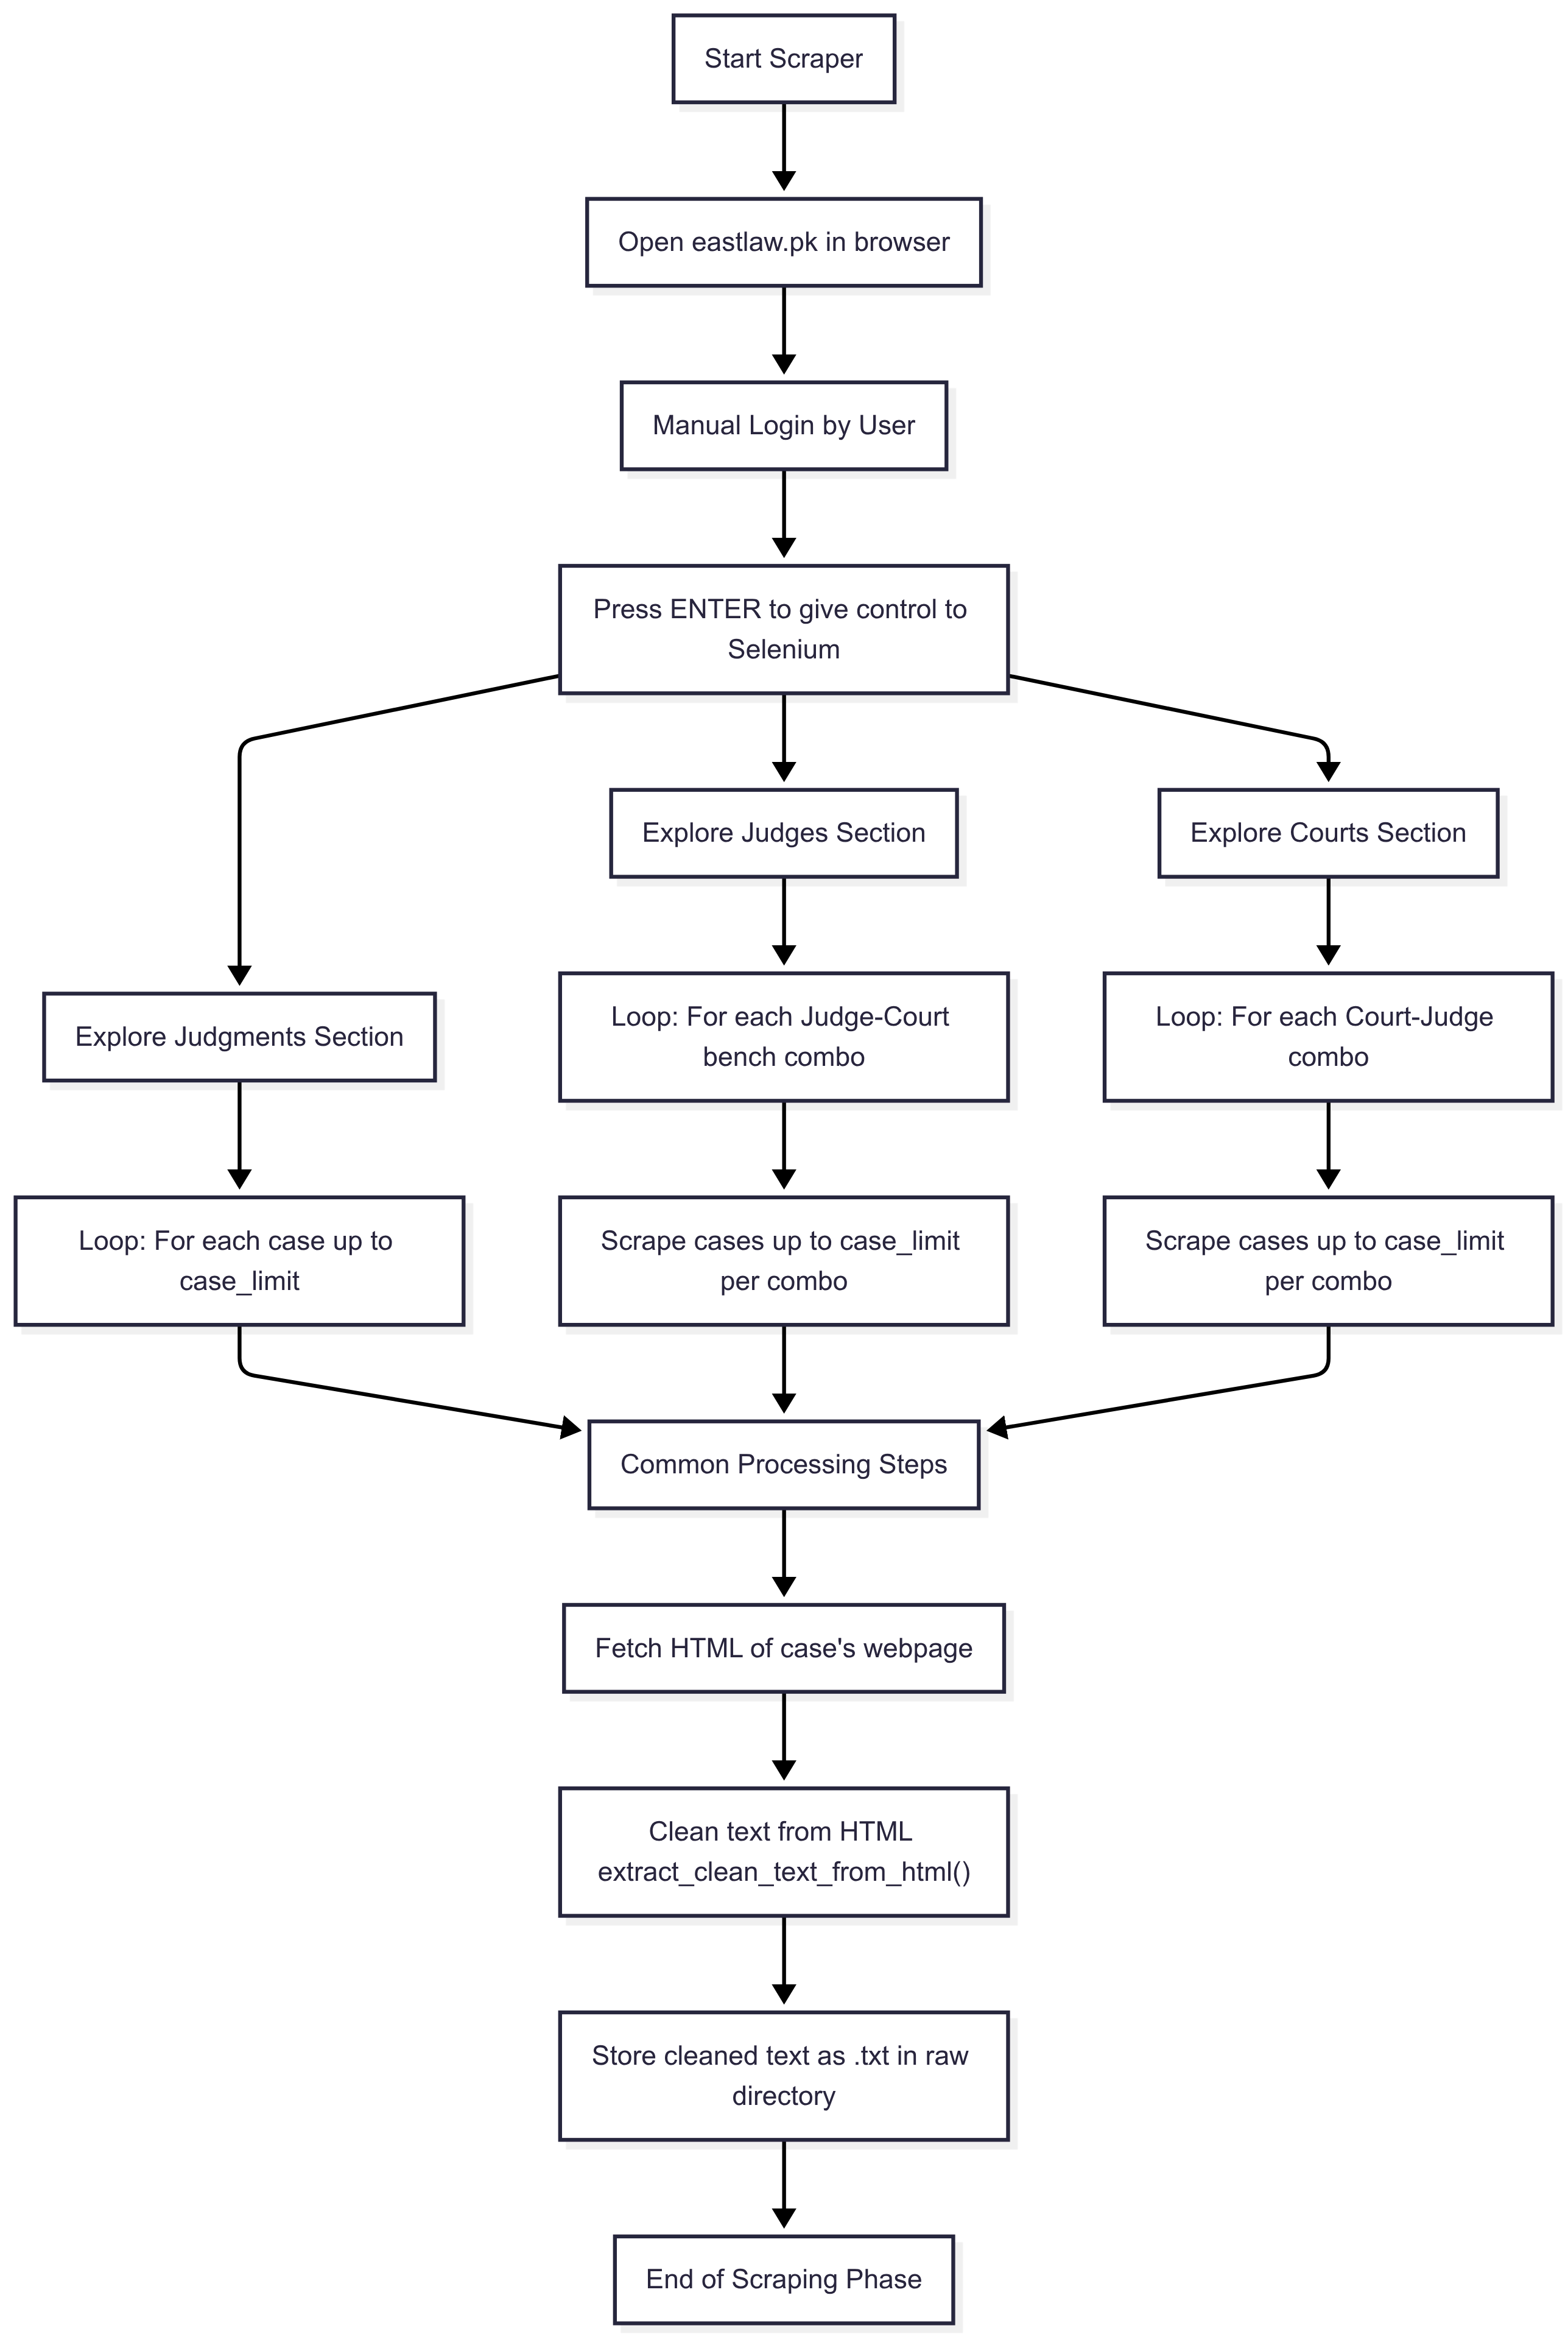 Start Scraper
Open eastlaw.pk in browser
Manual Login by User
Press ENTER to give control to
Selenium
Explore Judges Section
Explore Courts Section
Explore Judgments Section
Loop: For each Judge-Court
bench combo
Loop: For each Court-Judge
combo
Loop: For each case up to
case_limit
Scrape cases up to case_limit
per combo
Scrape cases up to case_limit
per combo
Common Processing Steps
Fetch HTML of case's webpage
Clean text from HTML
extract_clean_text_from_html()
Store cleaned text as .txt in raw
directory
End of Scraping Phase